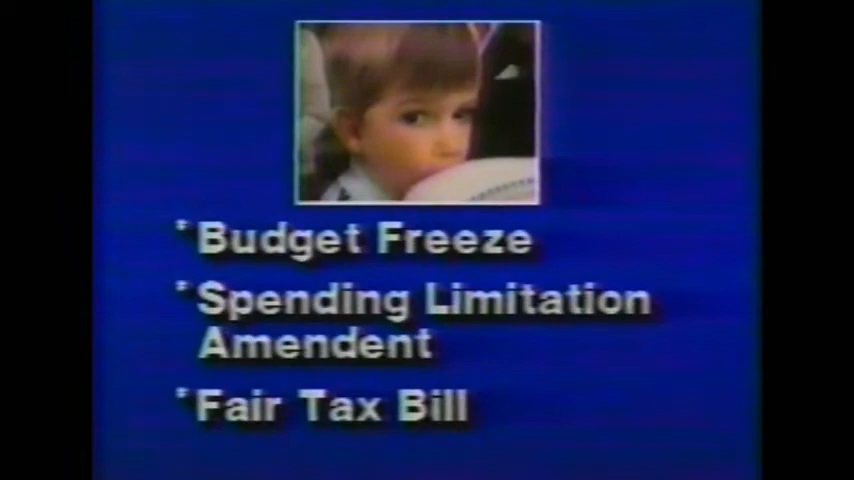 *Budget Freeze
*Spending Limitation
Amendent
*Fair Tax Bill